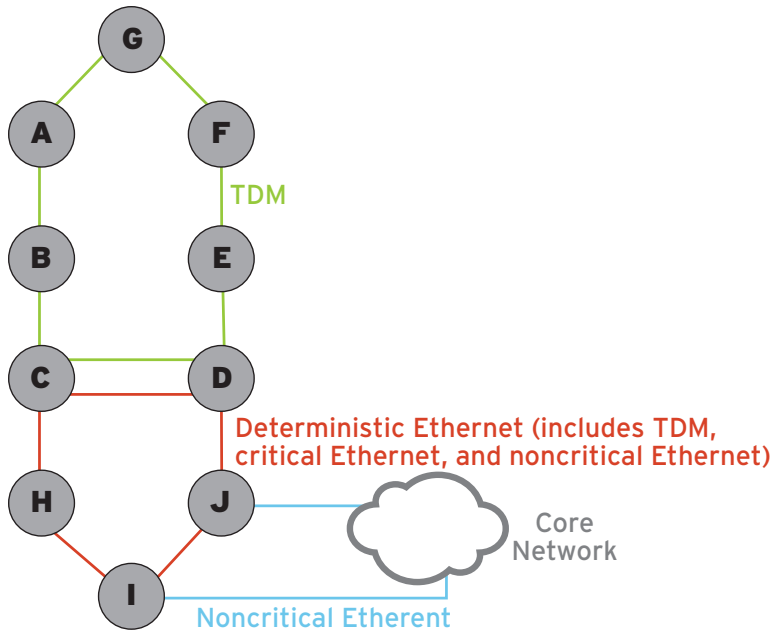 G
A
F
TDM
B
E
C
D
Deterministic Ethernet (includes TDM,
critical Ethernet, and noncritical Ethernet)
H
J
Core
Network
I
Noncritical Etherent